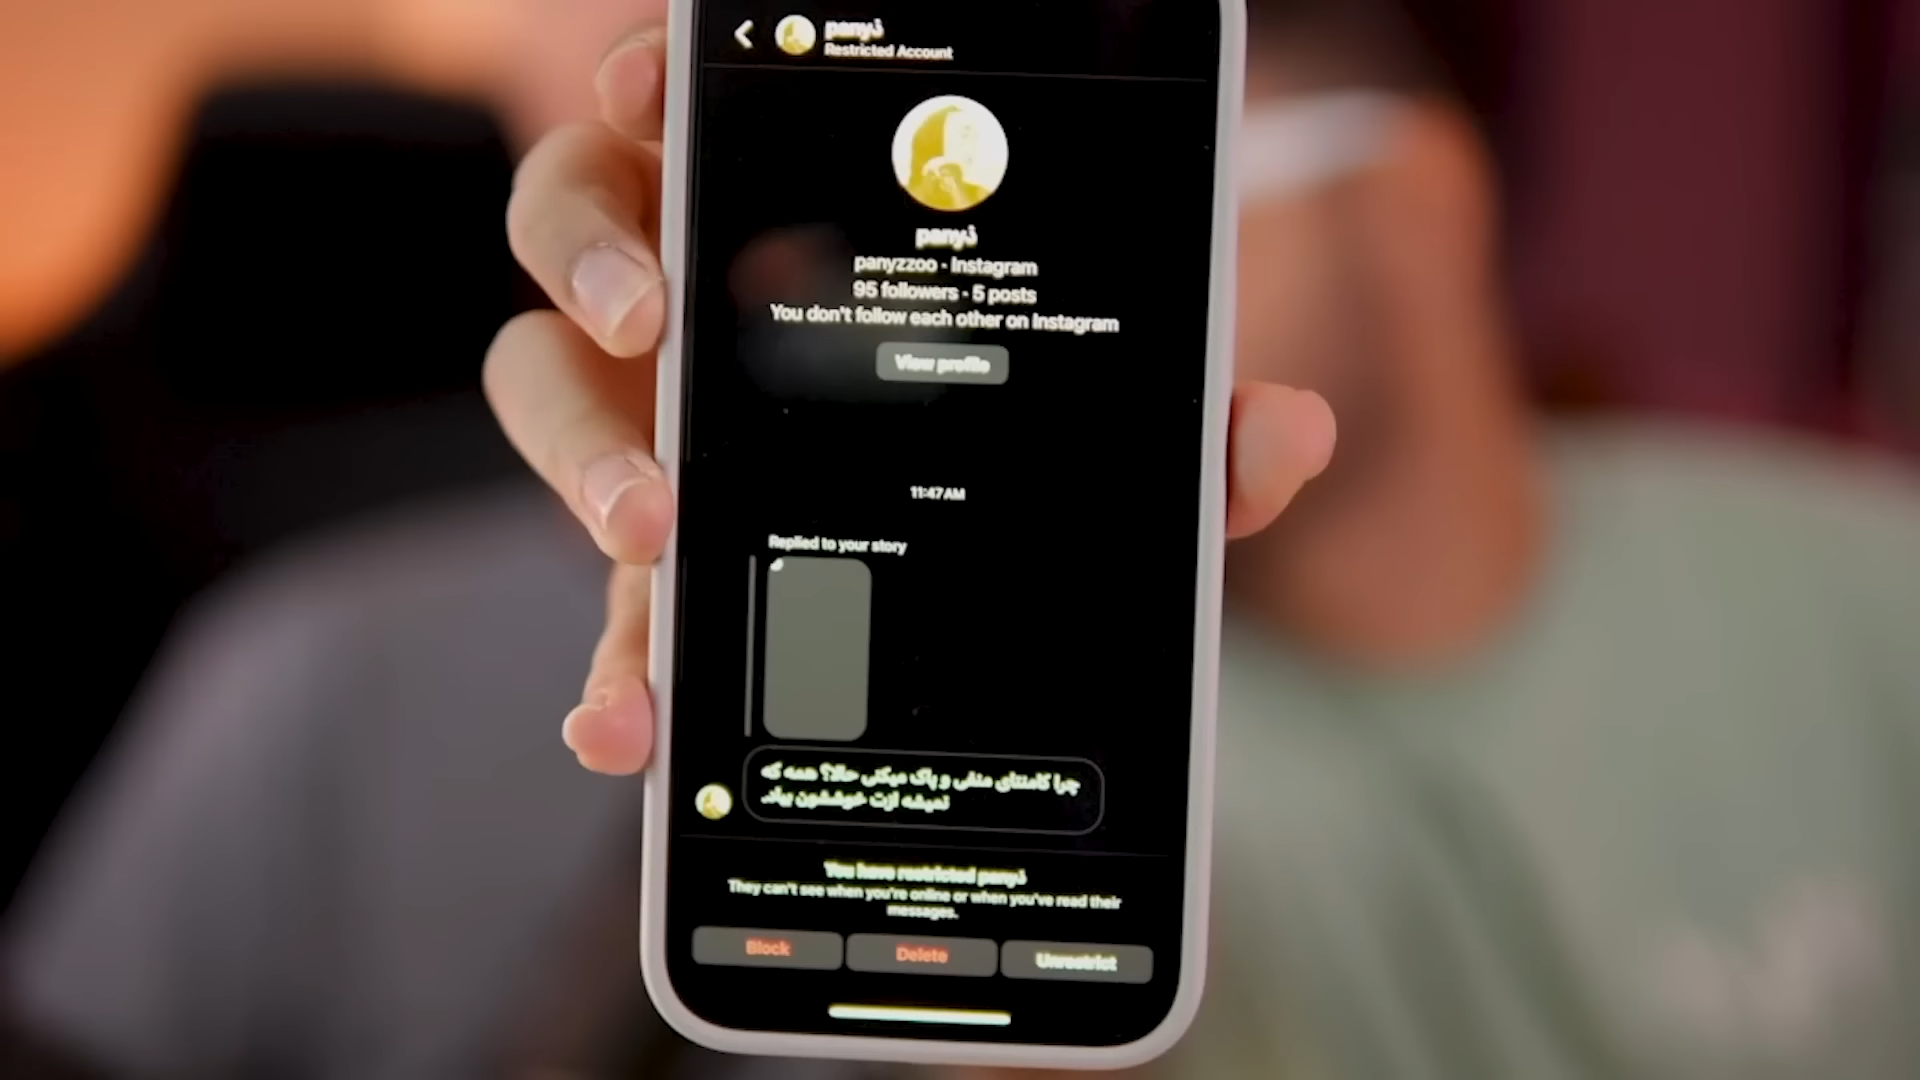 panyذ
Restricted Account
panyذ
panyzzoo · Instagram
95 followers · 5 posts
You don't follow each other on Instagram
View profile
11:47 AM
Replied to your story
چرا کامنتای منفی و پاک میکنی حالا؟ همه که
نمیشه ازت خوششون بیاد.
You have restricted panyذ
They can't see when you're online or when you've read their
messages.
Block
Delete
Unrestrict